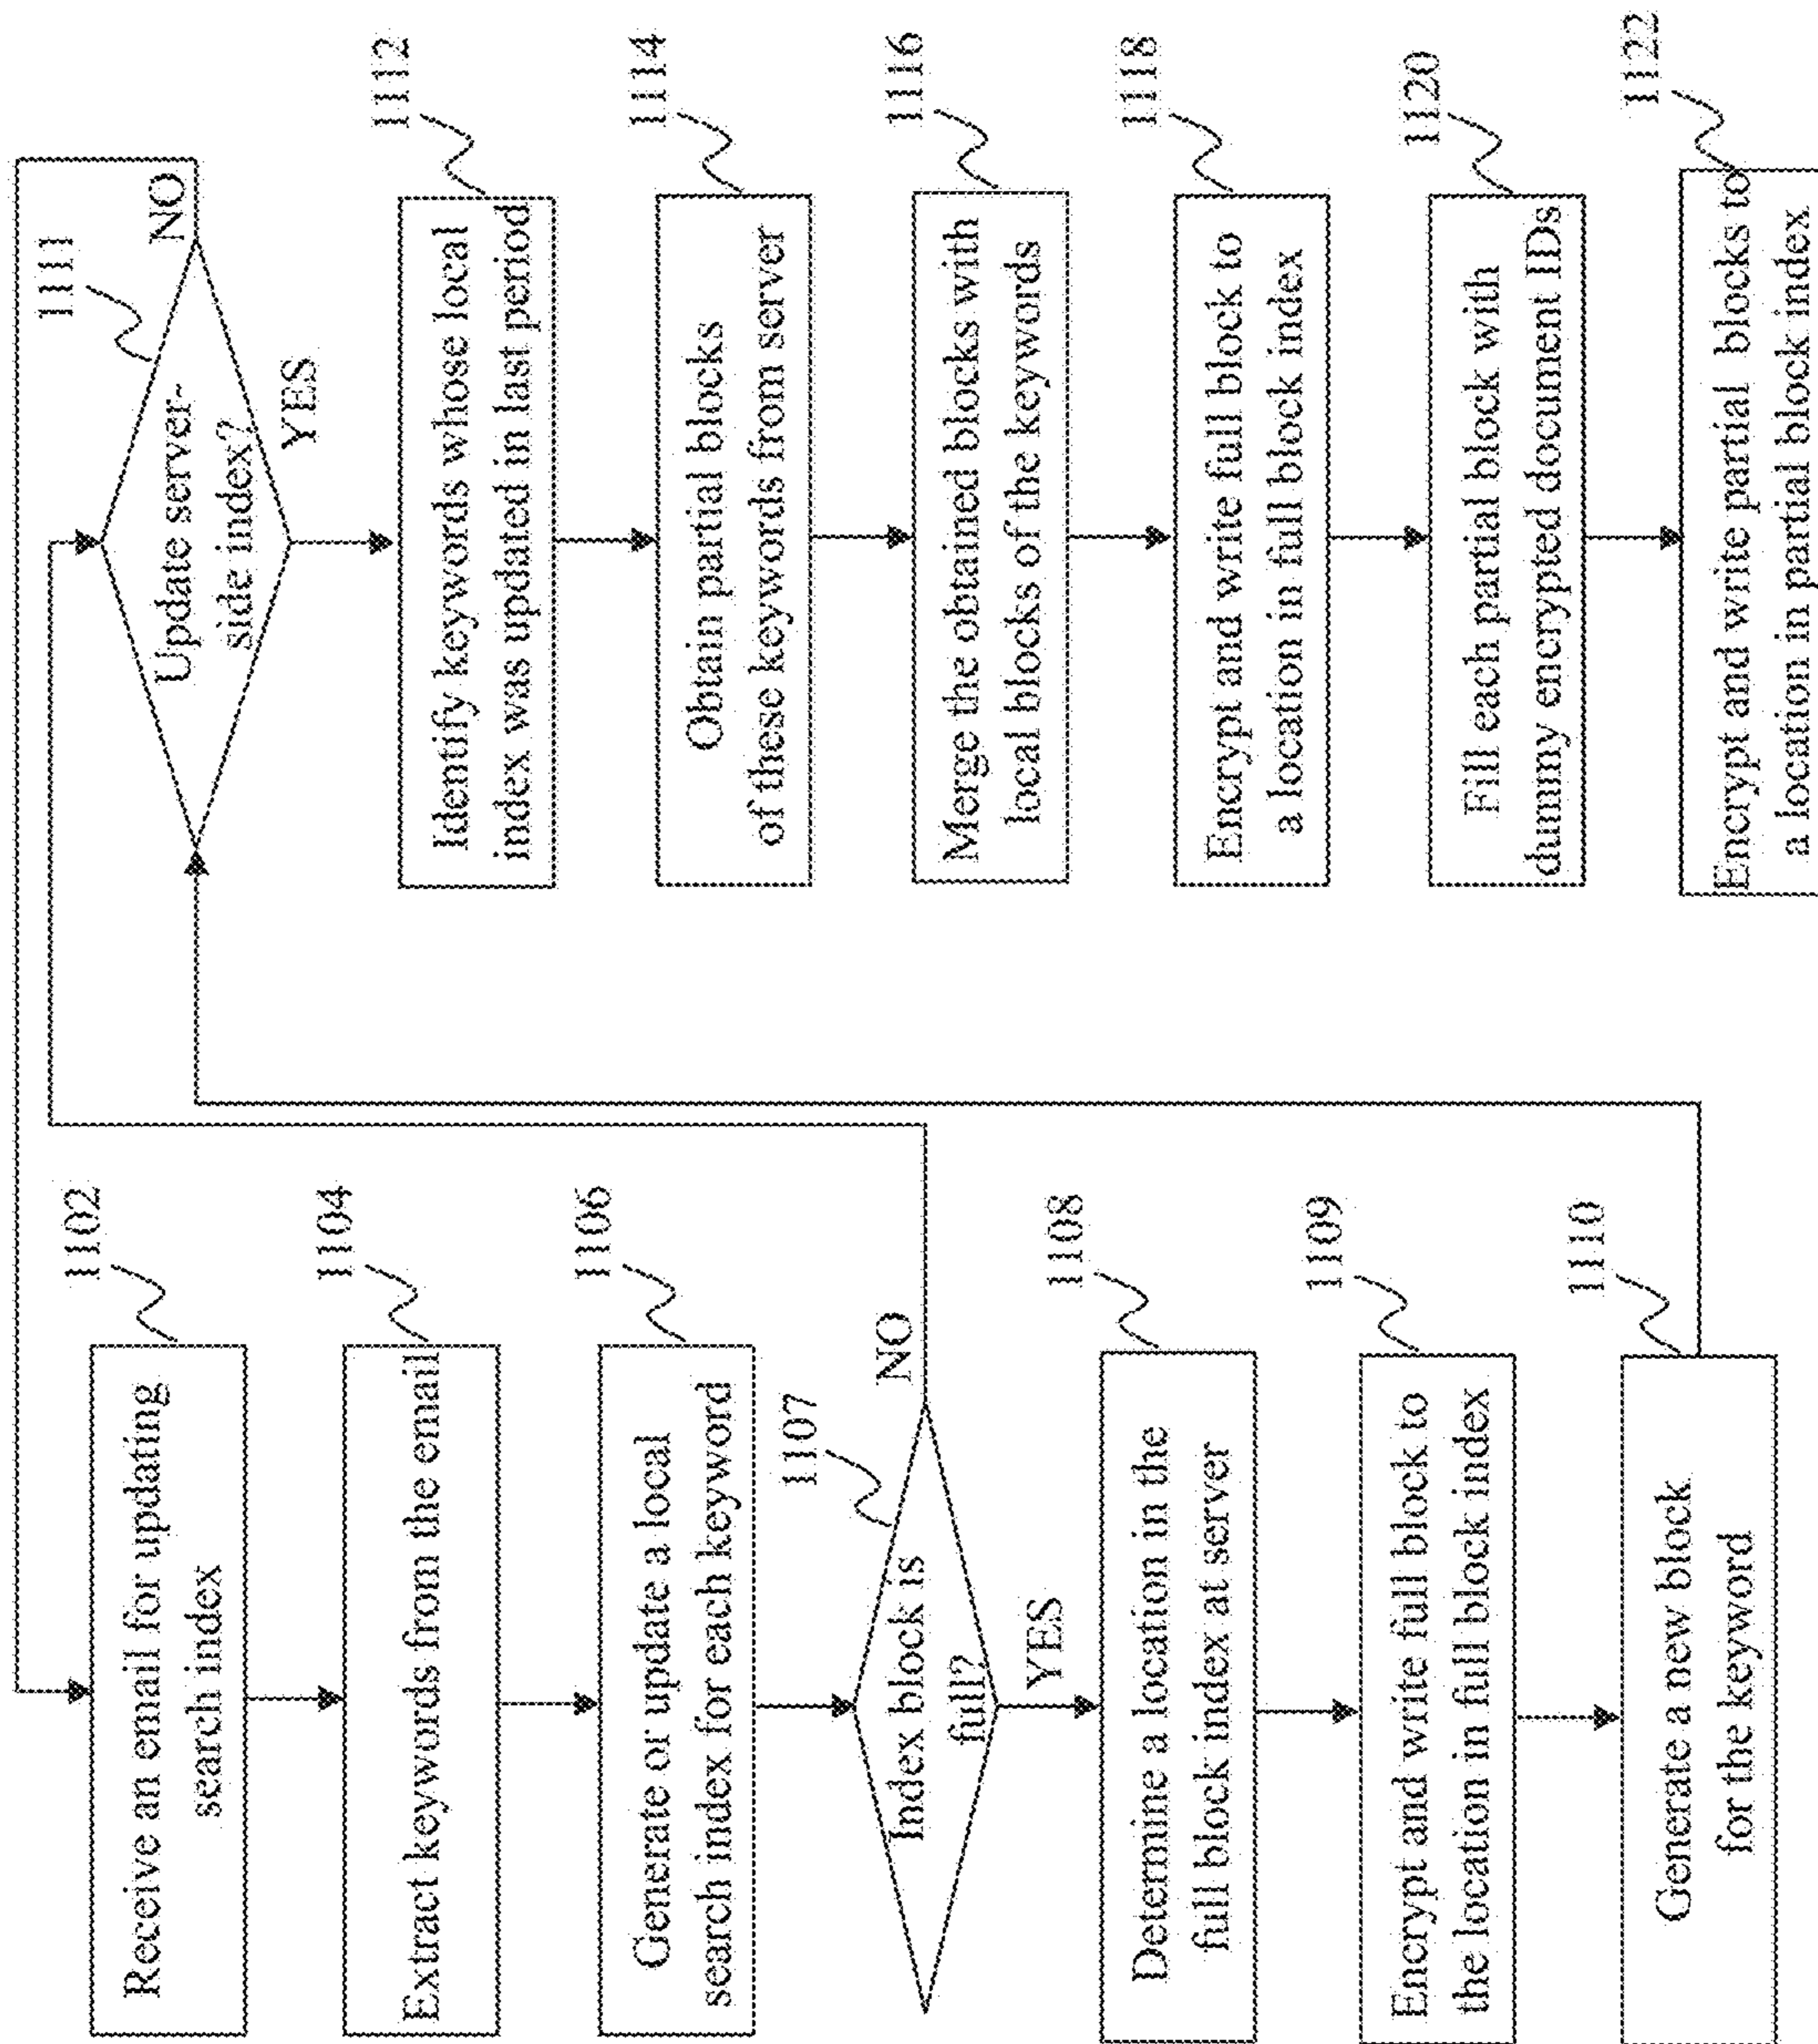 1102
Receive an email for updating
search index
1104
Extract keywords from the email
1106
Generate or update a local
search index for each keyword
1107
Index block is
full?
NO
YES
1108
Determine a location in the
full block index at server
1109
Encrypt and write full block to
the location in full block index
1110
Generate a new block
for the keyword
1111
Update server-
side index?
NO
YES
1112
Identify keywords whose local
index was updated in last period
1114
Obtain partial blocks
of these keywords from server
1116
Merge the obtained blocks with
local blocks of the keywords
1118
Encrypt and write full block to
a location in full block index
1120
Fill each partial block with
dummy encrypted document IDs
1122
Encrypt and write partial blocks to
a location in partial block index